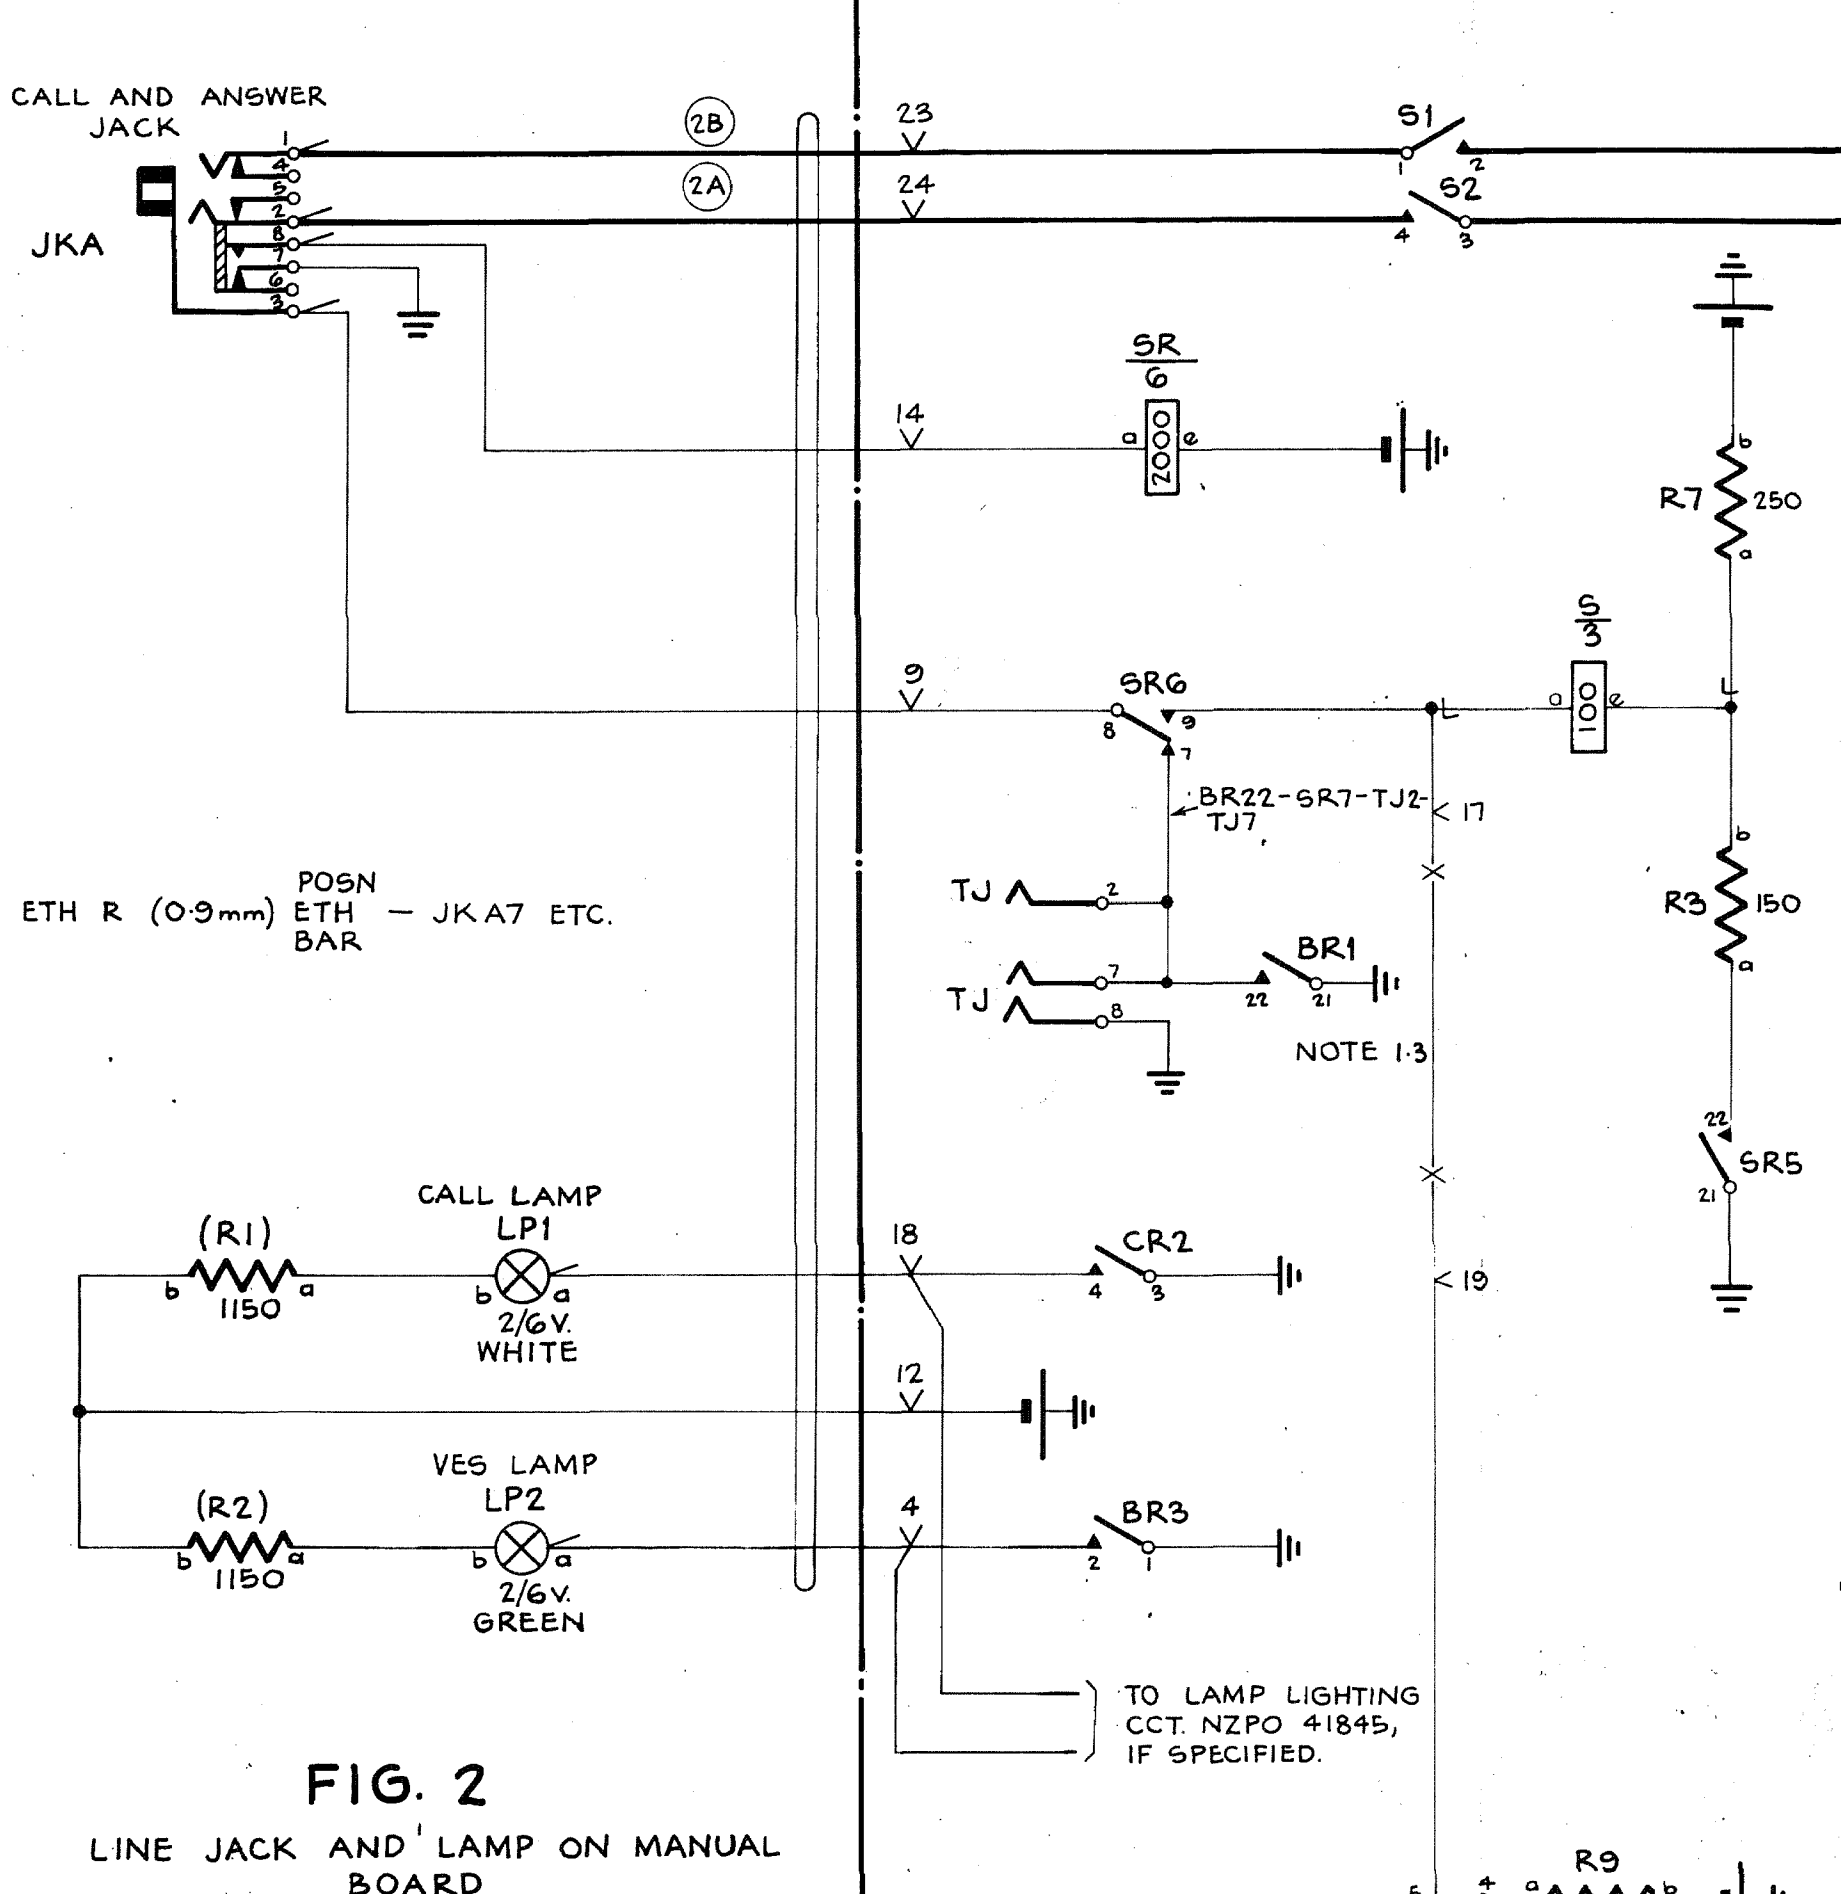 CALL AND ANSWER
JACK
JKA
1
4
5
2
8
7
6
3
2B
2A
23
24
S1
1
2
S2
4
3
SR
6
14
a
2000
e
b
R7
250
a
S
3
9
SR6
8
9
7
L
a
100
e
L
BR22-SR7-TJ2-
TJ7
17
b
R3
150
a
POSN
ETH R (0.9mm) ETH - JKA7 ETC.
BAR
TJ
2
TJ
7
8
BR1
22
21
NOTE 1.3
22
SR5
21
CALL LAMP
LP1
(R1)
b
a
1150
b
a
2/6V.
WHITE
18
CR2
4
3
19
12
VES LAMP
LP2
(R2)
b
a
1150
b
a
2/6V.
GREEN
4
BR3
2
1
TO LAMP LIGHTING
CCT. NZPO 41845,
IF SPECIFIED.
FIG. 2
LINE JACK AND LAMP ON MANUAL
BOARD
R9
5
4
a